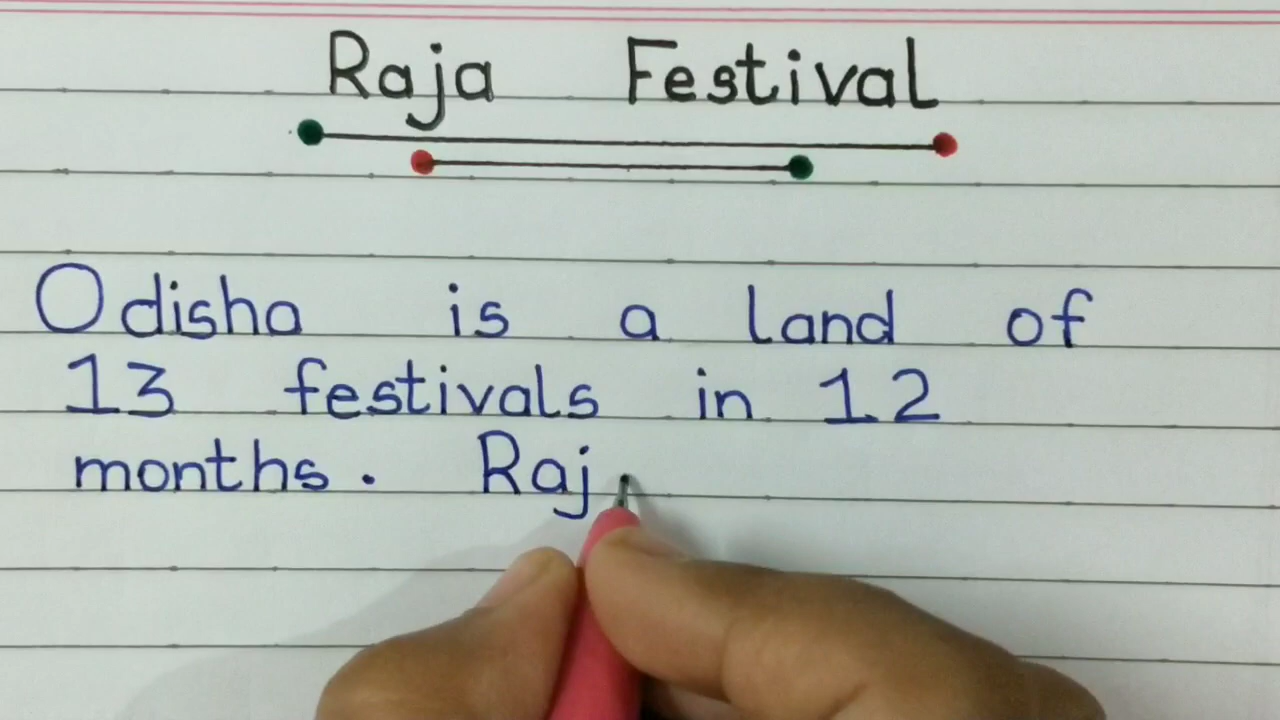 Raja Festival
Odisha is a land of
13 festivals in 12
months. Raj